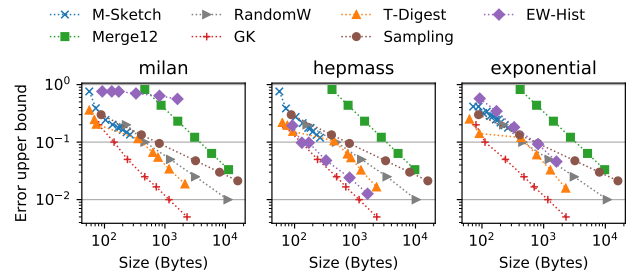 M-Sketch RandomW T-Digest EW-Hist
Merge12 GK Sampling
milan hepmass exponential
Error upper bound
10⁰
10⁻¹
10⁻²
10² 10³ 10⁴ 10² 10³ 10⁴ 10² 10³ 10⁴
Size (Bytes) Size (Bytes) Size (Bytes)